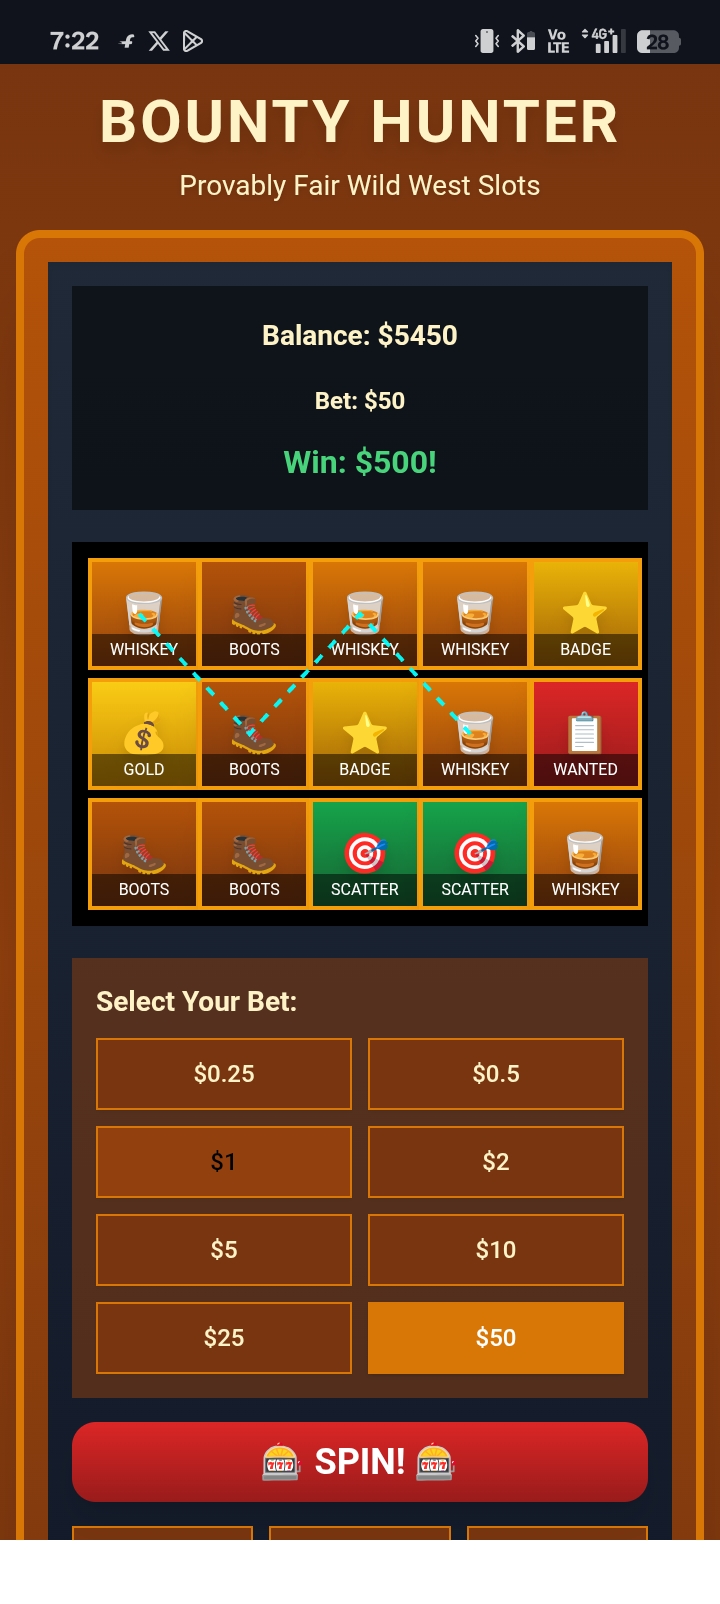 7:22 Vo LTE 4G+ 28
BOUNTY HUNTER
Provably Fair Wild West Slots
Balance: $5450
Bet: $50
Win: $500!
WHISKEY BOOTS WHISKEY WHISKEY BADGE
GOLD BOOTS BADGE WHISKEY WANTED
BOOTS BOOTS SCATTER SCATTER WHISKEY
Select Your Bet:
$0.25 $0.5
$1 $2
$5 $10
$25 $50
🎰 SPIN! 🎰